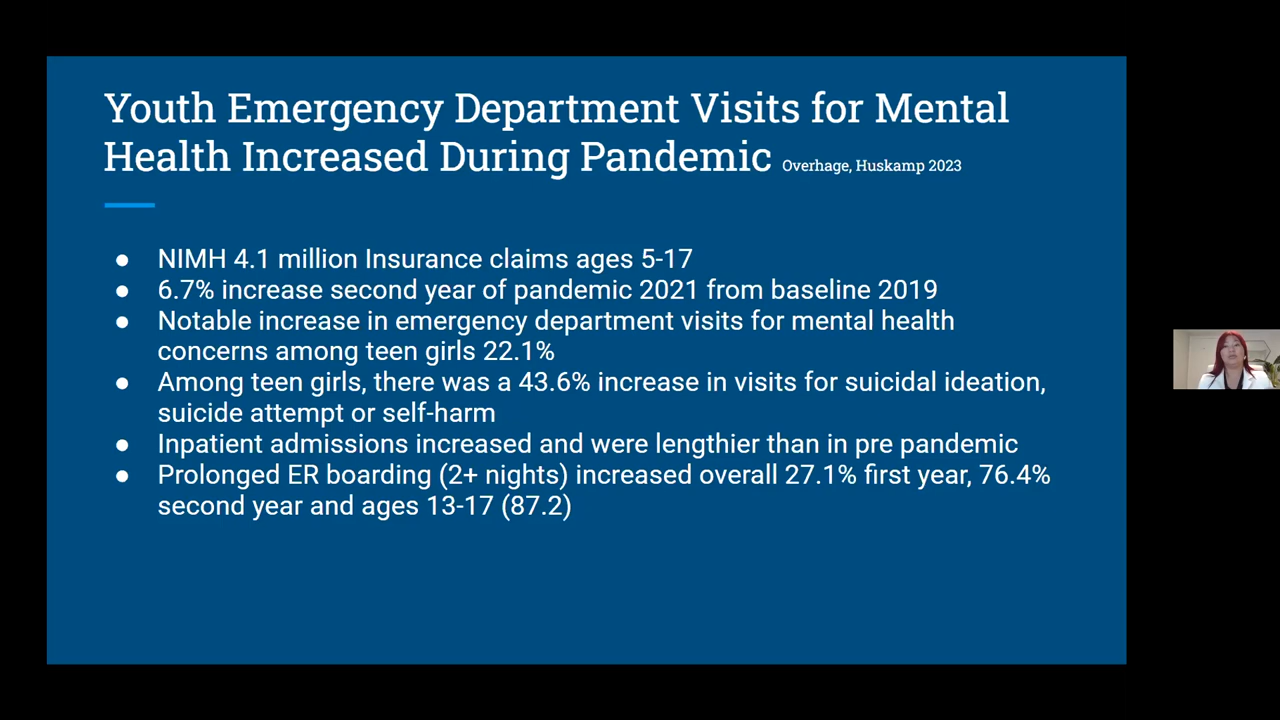 Youth Emergency Department Visits for Mental
Health Increased During Pandemic Overhage, Huskamp 2023
● NIMH 4.1 million Insurance claims ages 5-17
● 6.7% increase second year of pandemic 2021 from baseline 2019
● Notable increase in emergency department visits for mental health
concerns among teen girls 22.1%
● Among teen girls, there was a 43.6% increase in visits for suicidal ideation,
suicide attempt or self-harm
● Inpatient admissions increased and were lengthier than in pre pandemic
● Prolonged ER boarding (2+ nights) increased overall 27.1% first year, 76.4%
second year and ages 13-17 (87.2)